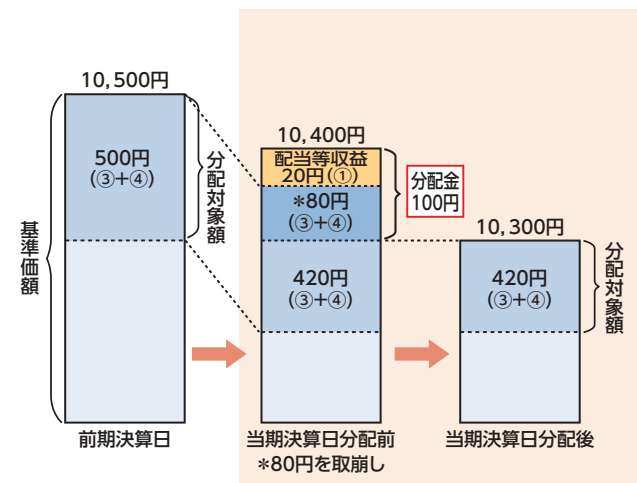 10,500円
500円
(③+④)
分配対象額
基準価額
前期決算日
10,400円
配当等収益
20円(①)
*80円
(③+④)
420円
(③+④)
分配金
100円
当期決算日分配前
*80円を取崩し
10,300円
420円
(③+④)
分配対象額
当期決算日分配後